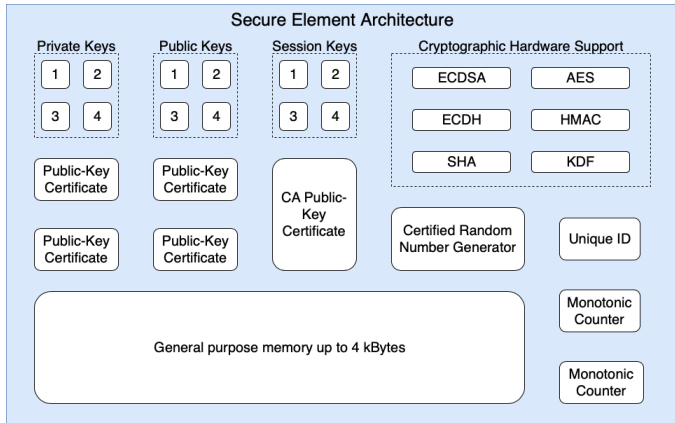 Secure Element Architecture
Private Keys
Public Keys
Session Keys
Cryptographic Hardware Support
1 2
3 4
1 2
3 4
1 2
3 4
ECDSA AES
ECDH HMAC
SHA KDF
Public-Key
Certificate
Public-Key
Certificate
CA Public-
Key
Certificate
Certified Random
Number Generator
Unique ID
Public-Key
Certificate
Public-Key
Certificate
General purpose memory up to 4 kBytes
Monotonic
Counter
Monotonic
Counter